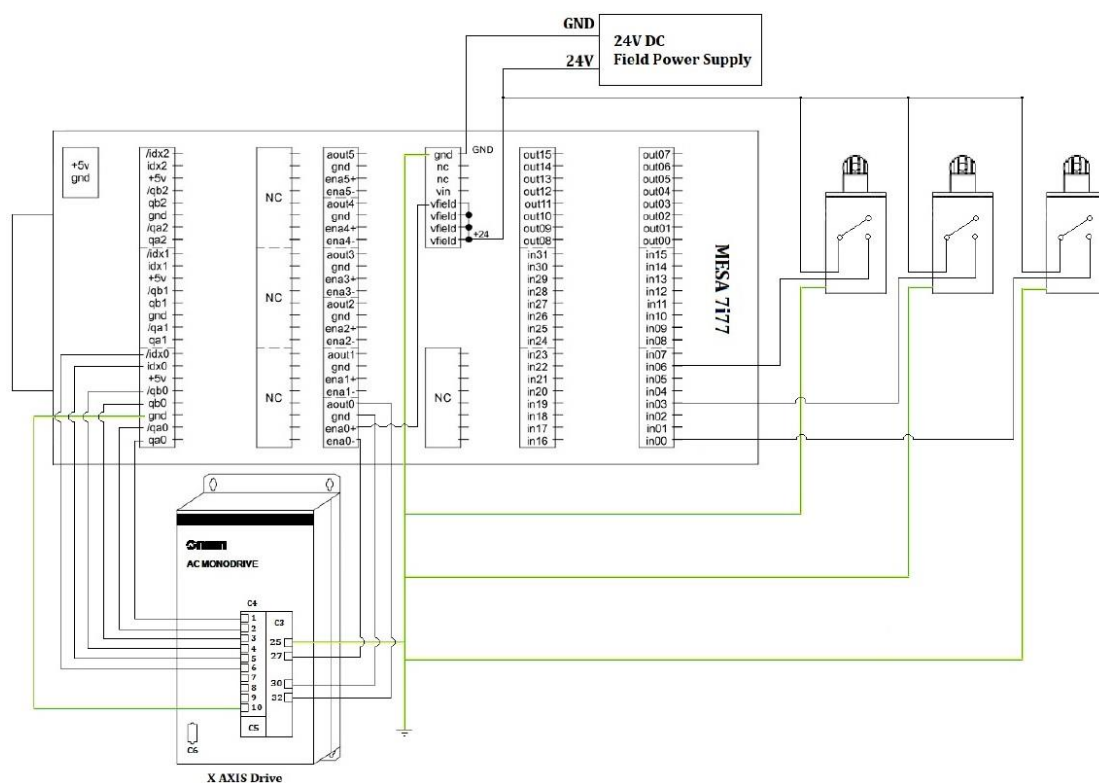 GND
24V
24V DC
Field Power Supply
+5v
gnd
/idx2
idx2
+5v
/qb2
qb2
gnd
/qa2
qa2
/idx1
idx1
+5v
/qb1
qb1
gnd
/qa1
qa1
/idx0
idx0
+5v
/qb0
qb0
gnd
/qa0
qa0
NC
NC
NC
aout5
gnd
ena5+
ena5-
aout4
gnd
ena4+
ena4-
aout3
gnd
ena3+
ena3-
aout2
gnd
ena2+
ena2-
aout1
gnd
ena1+
ena1-
aout0
gnd
ena0+
ena0-
gnd
nc
nc
vin
vfield
vfield
vfield
vfield
GND
+24
NC
out15
out14
out13
out12
out11
out10
out09
out08
in31
in30
in29
in28
in27
in26
in25
in24
in23
in22
in21
in20
in19
in18
in17
in16
out07
out06
out05
out04
out03
out02
out01
out00
in15
in14
in13
in12
in11
in10
in09
in08
in07
in06
in05
in04
in03
in02
in01
in00
MESA 7i77
AC MONODRIVE
C4
1
2
3
4
5
6
7
8
9
10
C3
25
27
30
32
C5
C6
X AXIS Drive